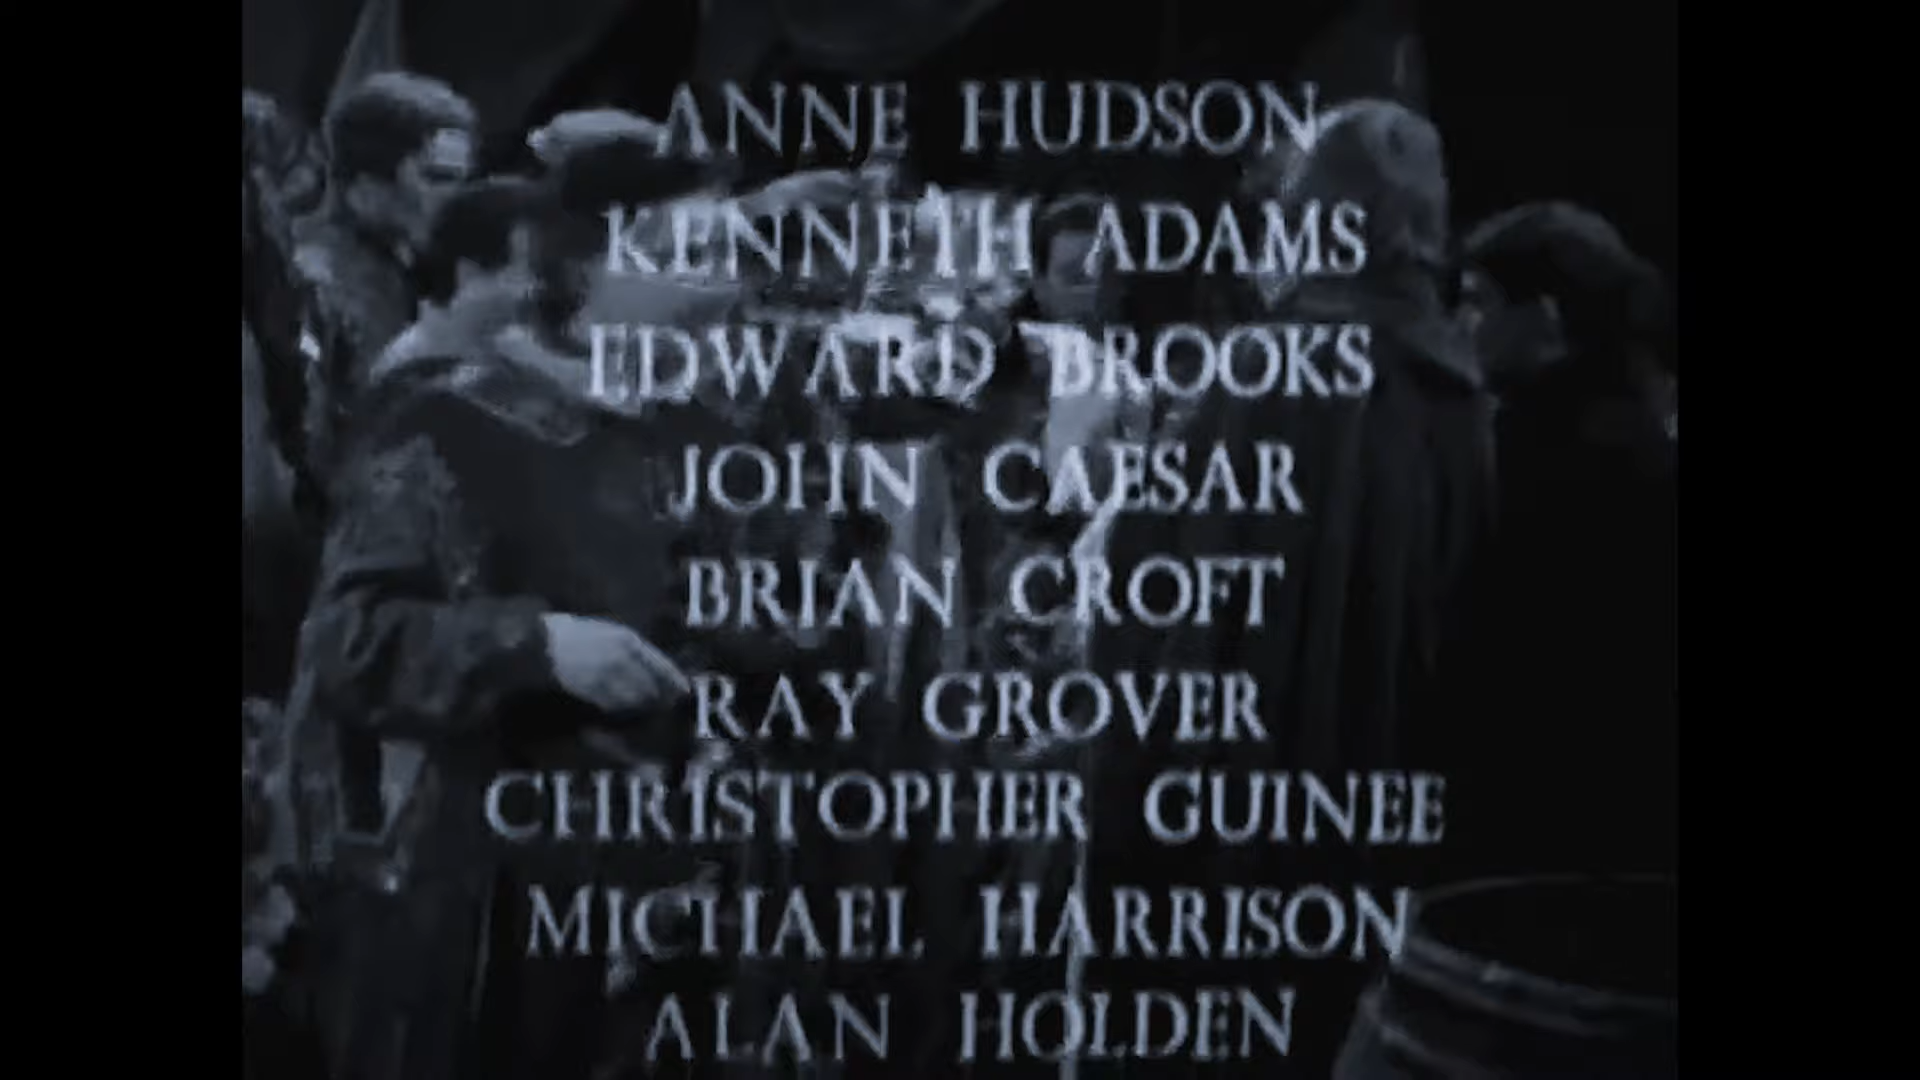 ANNE HUDSON
KENNETH ADAMS
EDWARD BROOKS
JOHN CAESAR
BRIAN CROFT
RAY GROVER
CHRISTOPHER GUINEE
MICHAEL HARRISON
ALAN HOLDEN